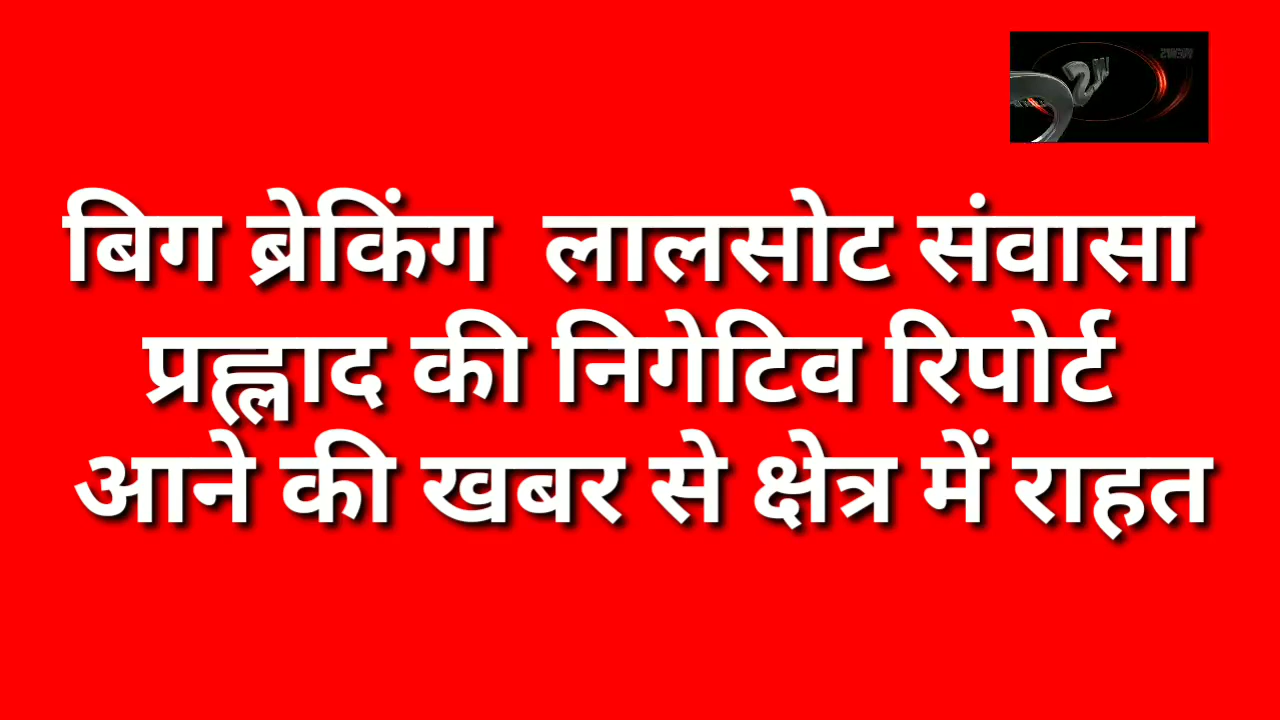 बिग ब्रेकिंग लालसोट संवासा
प्रह्लाद की निगेटिव रिपोर्ट
आने की खबर से क्षेत्र में राहत